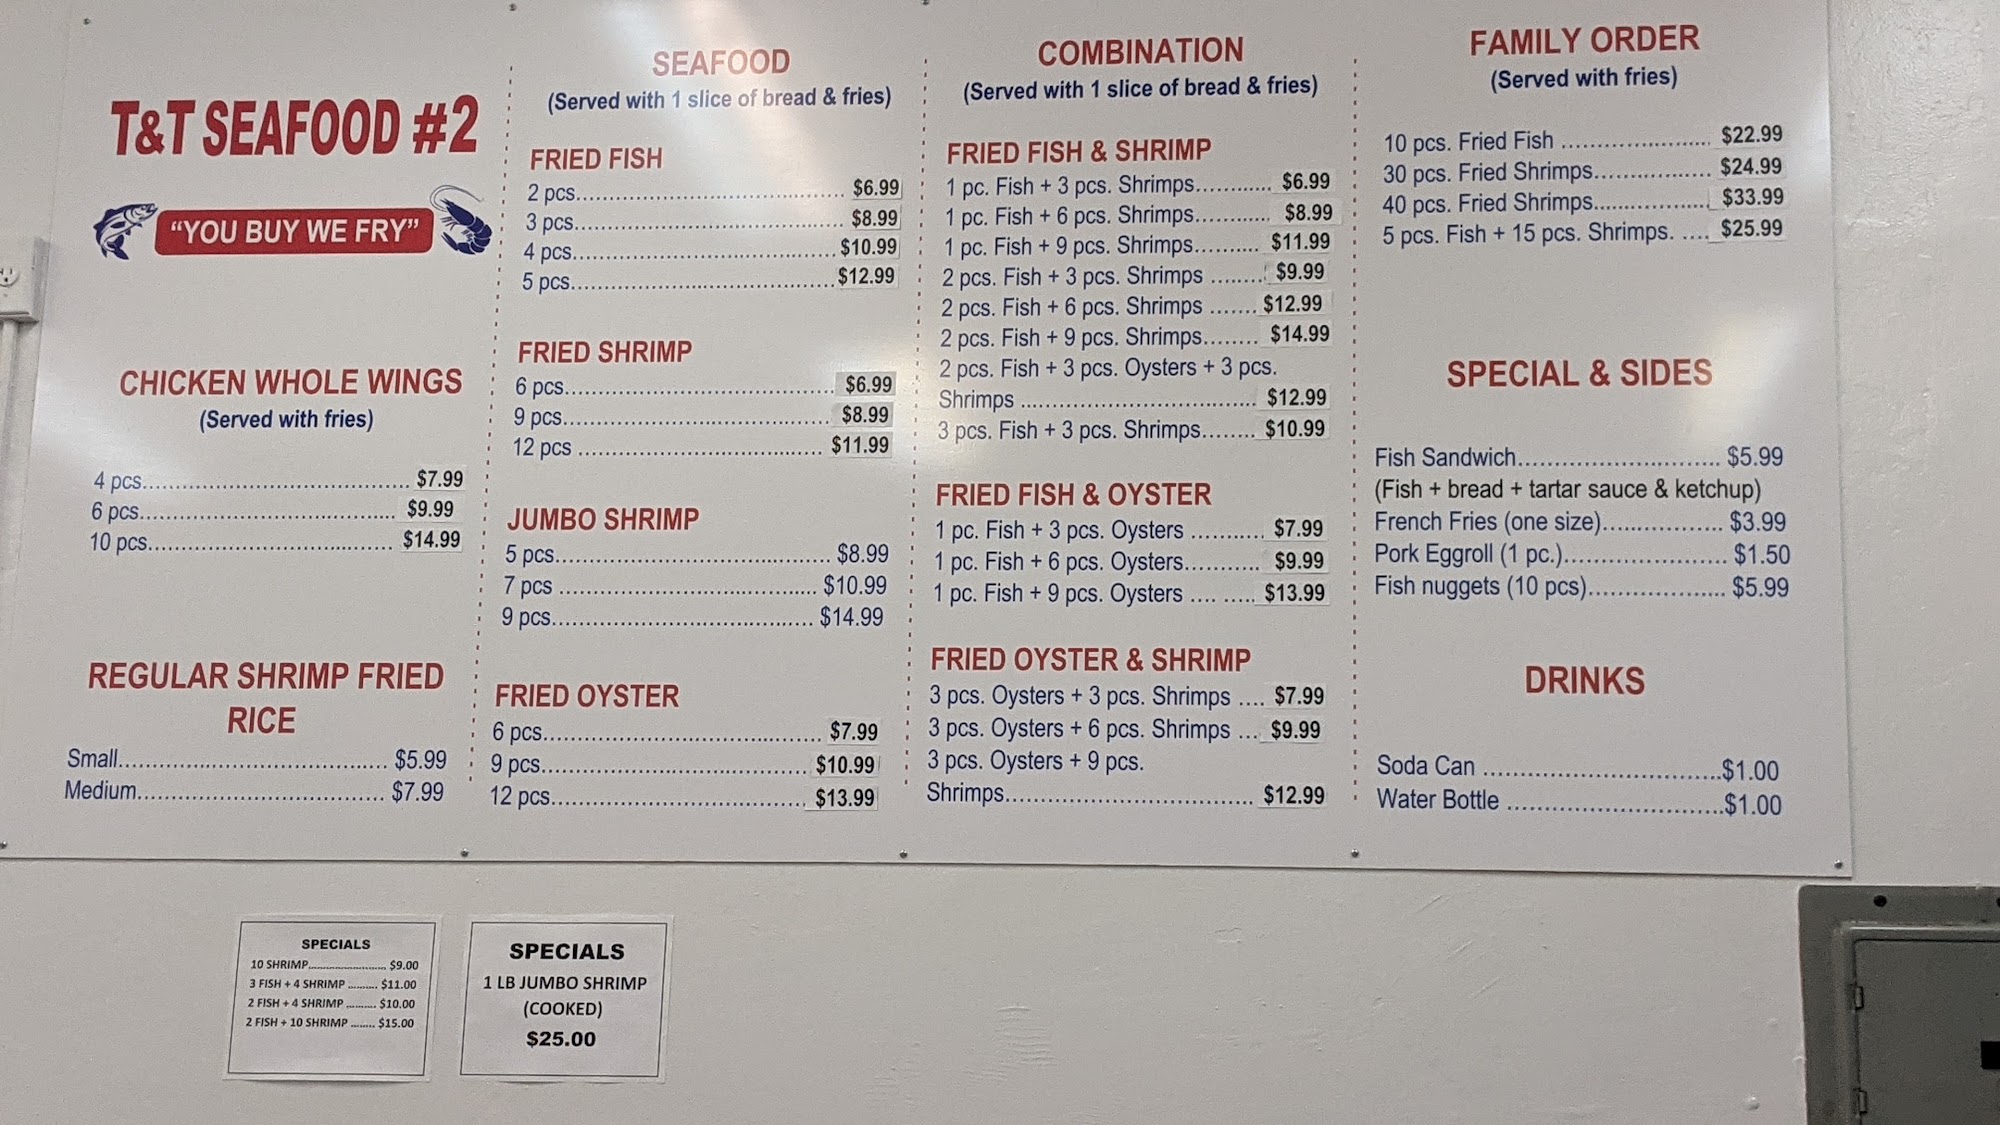 T&T SEAFOOD #2
"YOU BUY WE FRY"
CHICKEN WHOLE WINGS
(Served with fries)
4 pcs. $7.99
6 pcs. $9.99
10 pcs. $14.99
REGULAR SHRIMP FRIED
RICE
Small $5.99
Medium $7.99
SEAFOOD
(Served with 1 slice of bread & fries)
FRIED FISH
2 pcs. $6.99
3 pcs. $8.99
4 pcs. $10.99
5 pcs. $12.99
FRIED SHRIMP
6 pcs. $6.99
9 pcs. $8.99
12 pcs $11.99
JUMBO SHRIMP
5 pcs. $8.99
7 pcs $10.99
9 pcs. $14.99
FRIED OYSTER
6 pcs. $7.99
9 pcs. $10.99
12 pcs. $13.99
COMBINATION
(Served with 1 slice of bread & fries)
FRIED FISH & SHRIMP
1 pc. Fish + 3 pcs. Shrimps $6.99
1 pc. Fish + 6 pcs. Shrimps $8.99
1 pc. Fish + 9 pcs. Shrimps $11.99
2 pcs. Fish + 3 pcs. Shrimps $9.99
2 pcs. Fish + 6 pcs. Shrimps $12.99
2 pcs. Fish + 9 pcs. Shrimps $14.99
2 pcs. Fish + 3 pcs. Oysters + 3 pcs.
Shrimps $12.99
3 pcs. Fish + 3 pcs. Shrimps $10.99
FRIED FISH & OYSTER
1 pc. Fish + 3 pcs. Oysters $7.99
1 pc. Fish + 6 pcs. Oysters $9.99
1 pc. Fish + 9 pcs. Oysters $13.99
FRIED OYSTER & SHRIMP
3 pcs. Oysters + 3 pcs. Shrimps $7.99
3 pcs. Oysters + 6 pcs. Shrimps $9.99
3 pcs. Oysters + 9 pcs.
Shrimps $12.99
FAMILY ORDER
(Served with fries)
10 pcs. Fried Fish $22.99
30 pcs. Fried Shrimps $24.99
40 pcs. Fried Shrimps $33.99
5 pcs. Fish + 15 pcs. Shrimps. $25.99
SPECIAL & SIDES
Fish Sandwich $5.99
(Fish + bread + tartar sauce & ketchup)
French Fries (one size) $3.99
Pork Eggroll (1 pc.) $1.50
Fish nuggets (10 pcs) $5.99
DRINKS
Soda Can $1.00
Water Bottle $1.00
SPECIALS
10 SHRIMP $9.00
3 FISH + 4 SHRIMP $11.00
2 FISH + 4 SHRIMP $10.00
2 FISH + 10 SHRIMP $15.00
SPECIALS
1 LB JUMBO SHRIMP
(COOKED)
$25.00